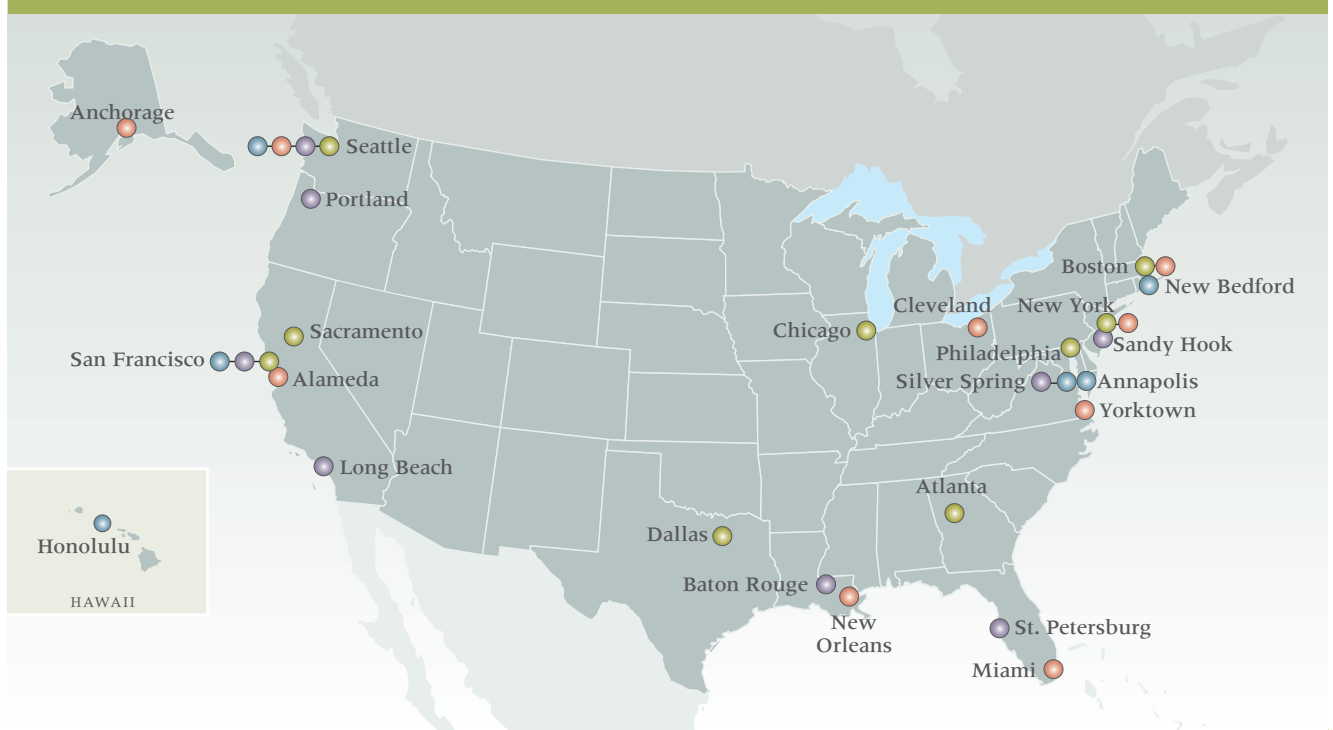 Anchorage
Seattle
Portland
Boston
New Bedford
Cleveland
New York
Chicago
Sacramento
Sandy Hook
Philadelphia
San Francisco
Alameda
Silver Spring
Annapolis
Yorktown
Long Beach
Atlanta
Dallas
Honolulu
Baton Rouge
HAWAII
New
Orleans
St. Petersburg
Miami